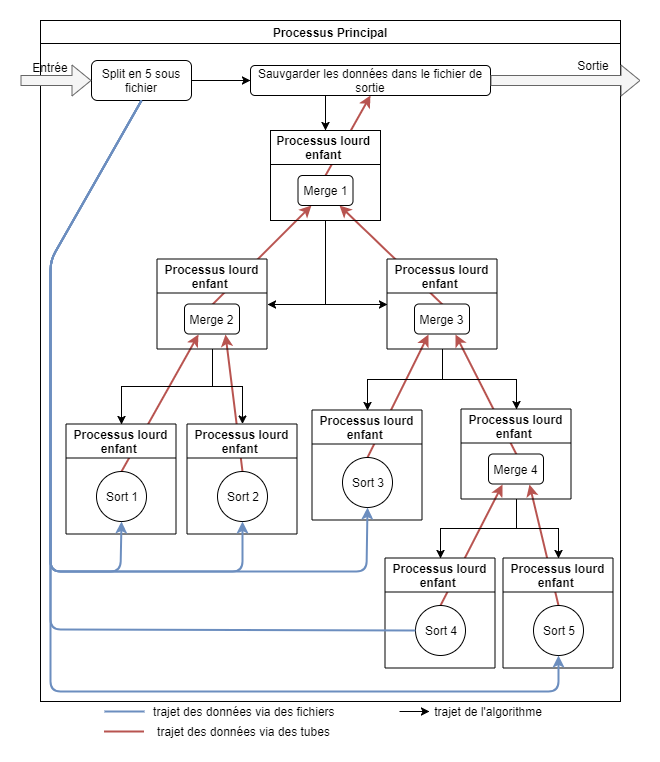 Processus Principal
Entrée
Split en 5 sous
fichier
Sauvgarder les données dans le fichier de
sortie
Sortie
Processus lourd
enfant
Merge 1
Processus lourd
enfant
Merge 2
Processus lourd
enfant
Merge 3
Processus lourd
enfant
Sort 1
Processus lourd
enfant
Sort 2
Processus lourd
enfant
Sort 3
Processus lourd
enfant
Merge 4
Processus lourd
enfant
Sort 4
Processus lourd
enfant
Sort 5
trajet des données via des fichiers
trajet de l'algorithme
trajet des données via des tubes